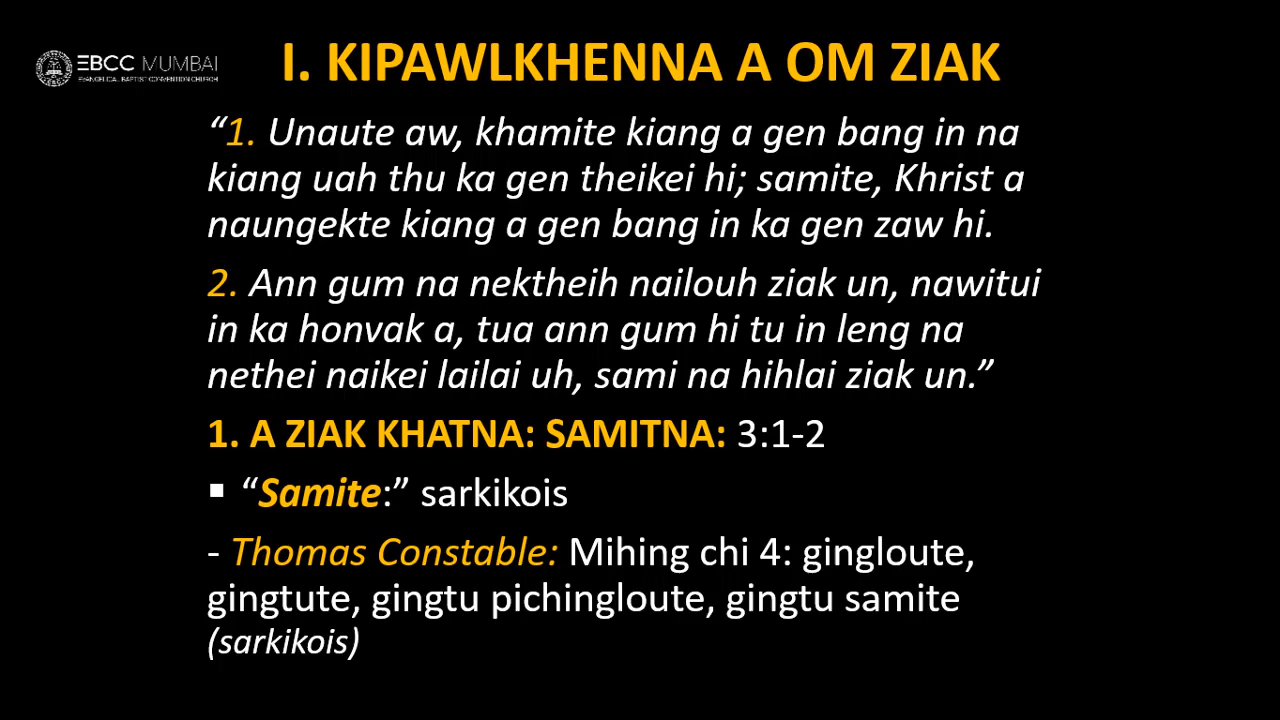 EBCC MUMBAI
EVANGELICAL BAPTIST CONVENTION CHURCH
I. KIPAWLKHENNA A OM ZIAK
“1. Unaute aw, khamite kiang a gen bang in na
kiang uah thu ka gen theikei hi; samite, Khrist a
naungekte kiang a gen bang in ka gen zaw hi.
2. Ann gum na nektheih nailouh ziak un, nawitui
in ka honvak a, tua ann gum hi tu in leng na
nethei naikei lailai uh, sami na hihlai ziak un.”
1. A ZIAK KHATNA: SAMITNA: 3:1-2
▪ “Samite:” sarkikois
- Thomas Constable: Mihing chi 4: gingloute,
gingtute, gingtu pichingloute, gingtu samite
(sarkikois)